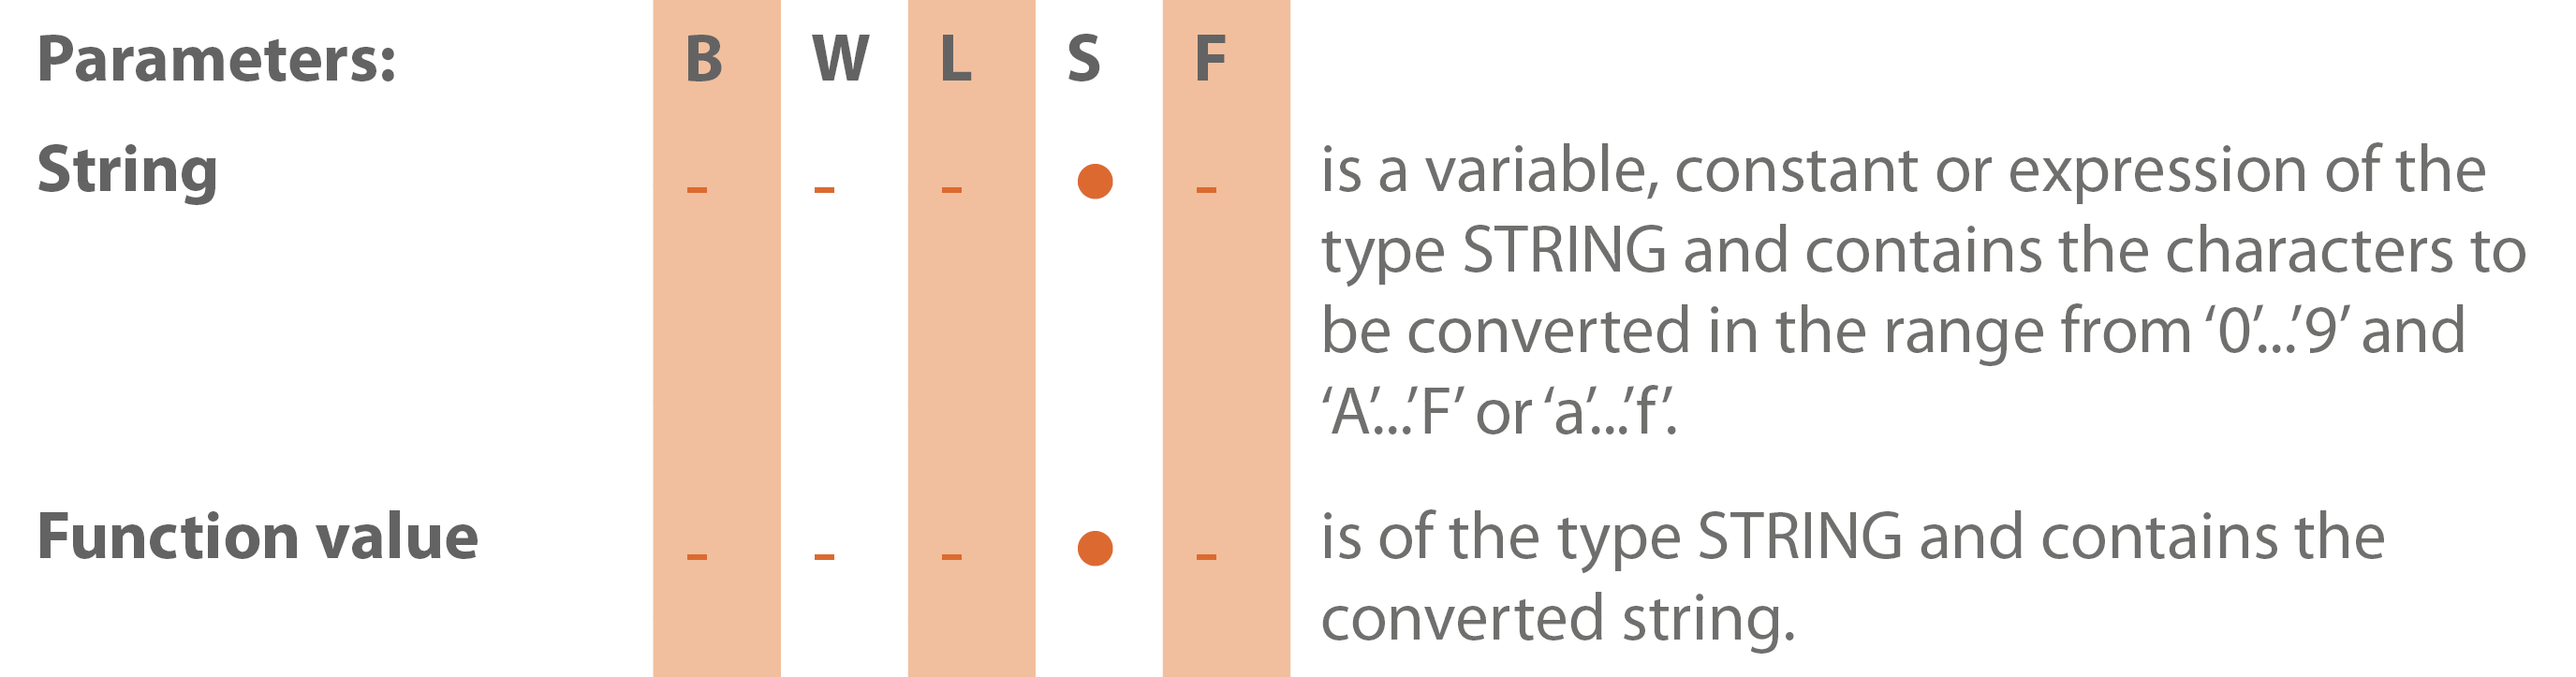 Parameters: B W L S F
String - - - ● - is a variable, constant or expression of the
type STRING and contains the characters to
be converted in the range from ‘0’...’9’ and
‘A’...’F’ or ‘a’...’f’.
Function value - - - ● - is of the type STRING and contains the
converted string.